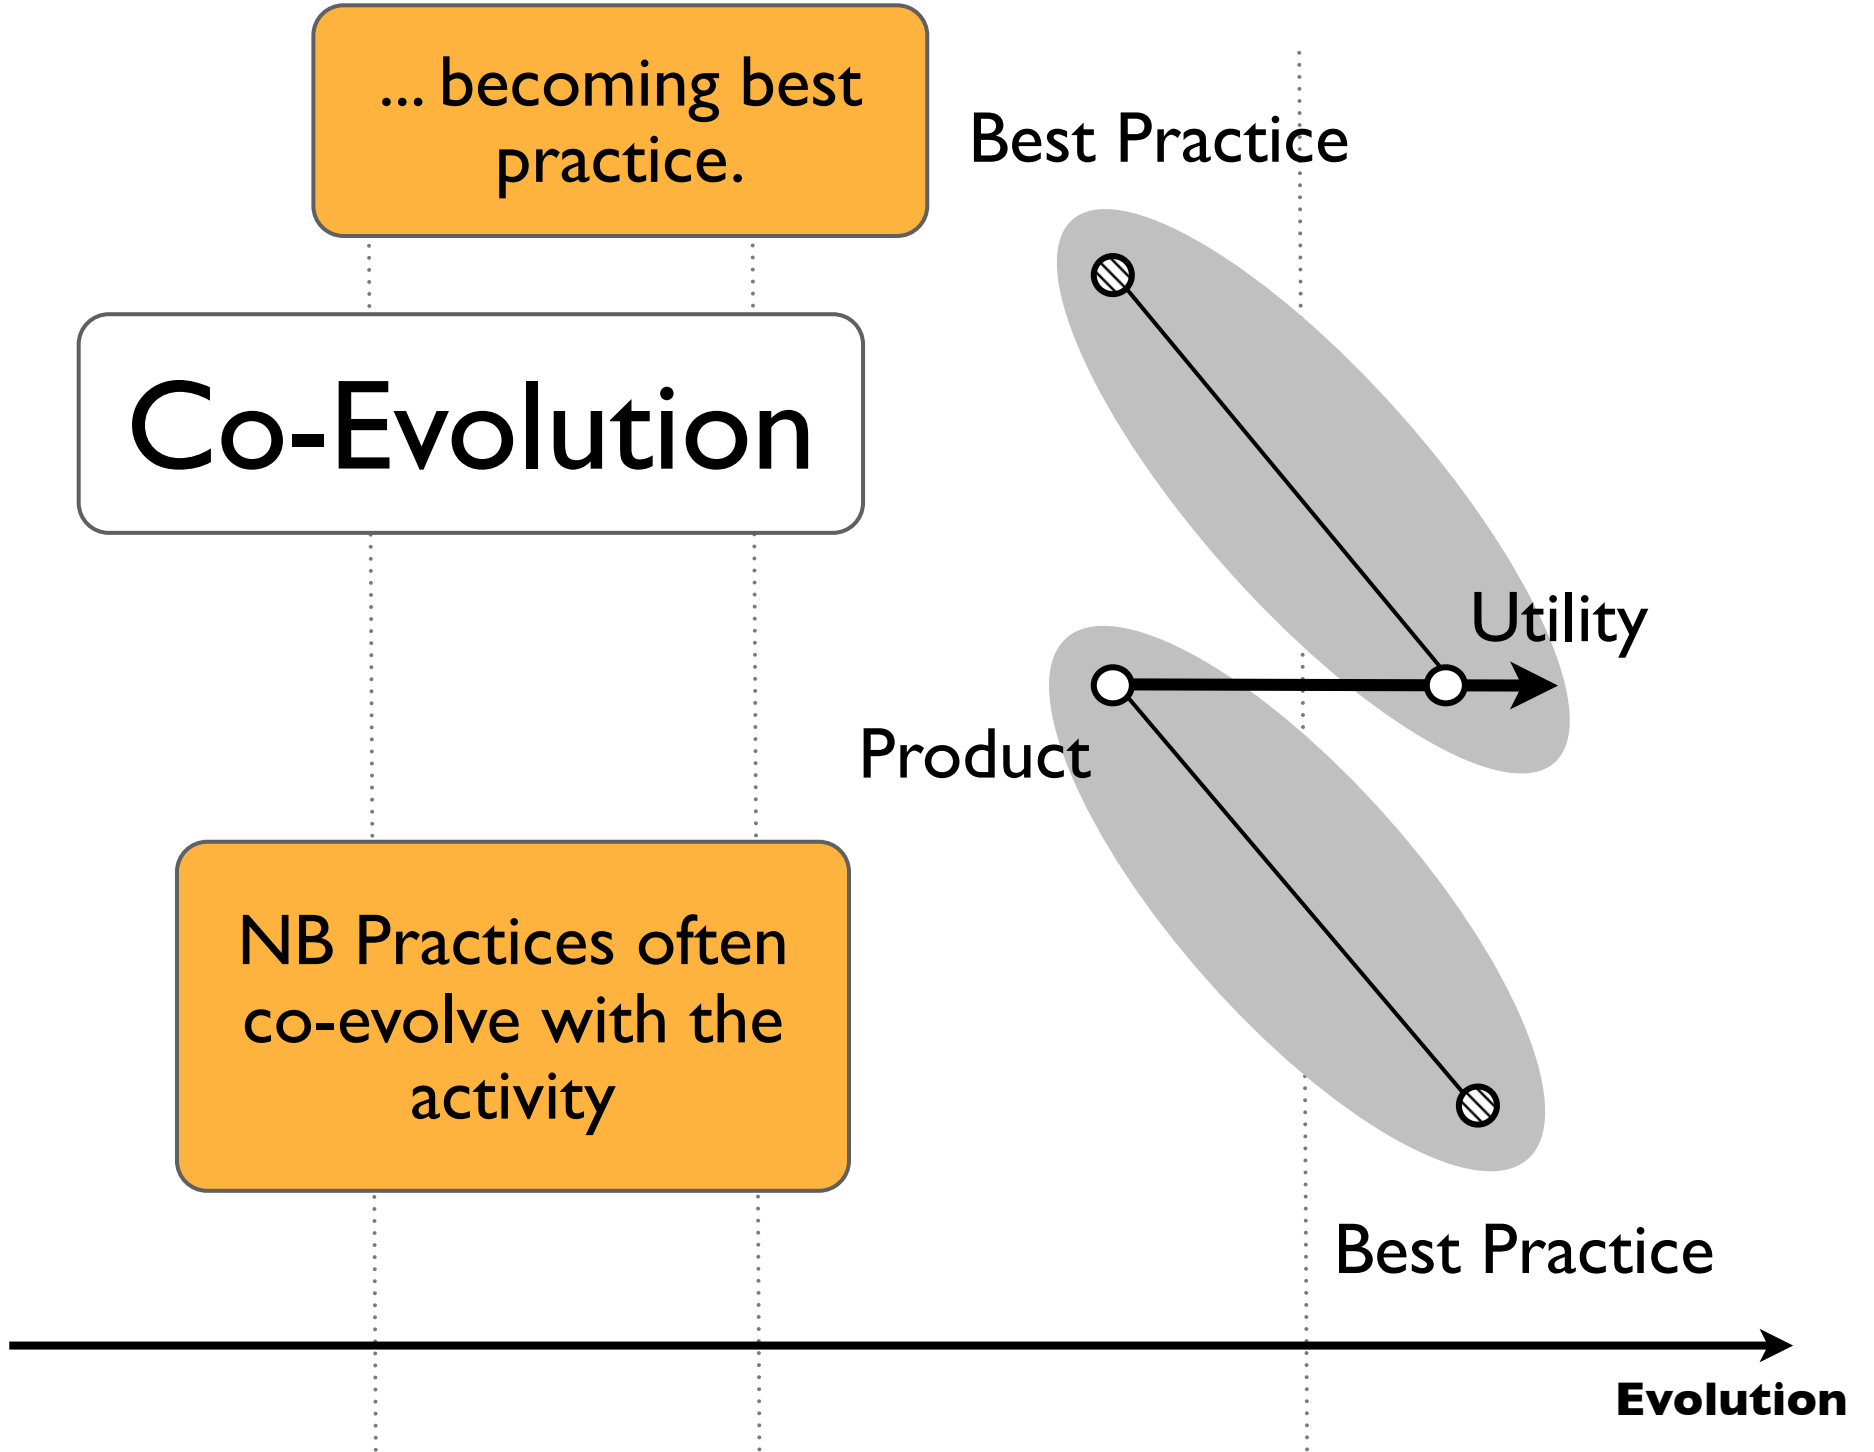 ... becoming best
practice.
Best Practice
Co-Evolution
Utility
Product
NB Practices often
co-evolve with the
activity
Best Practice
Evolution